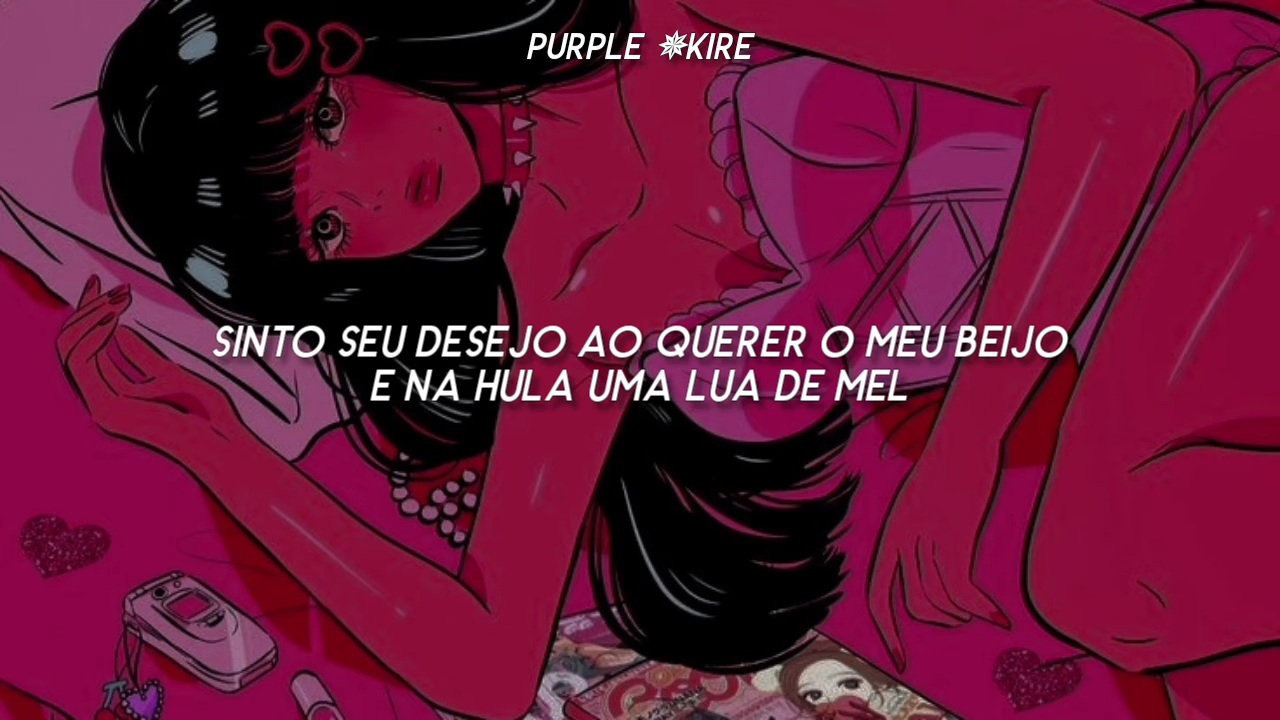 PURPLE ✵KIRE
SINTO SEU DESEJO AO QUERER O MEU BEIJO
E NA HULA UMA LUA DE MEL